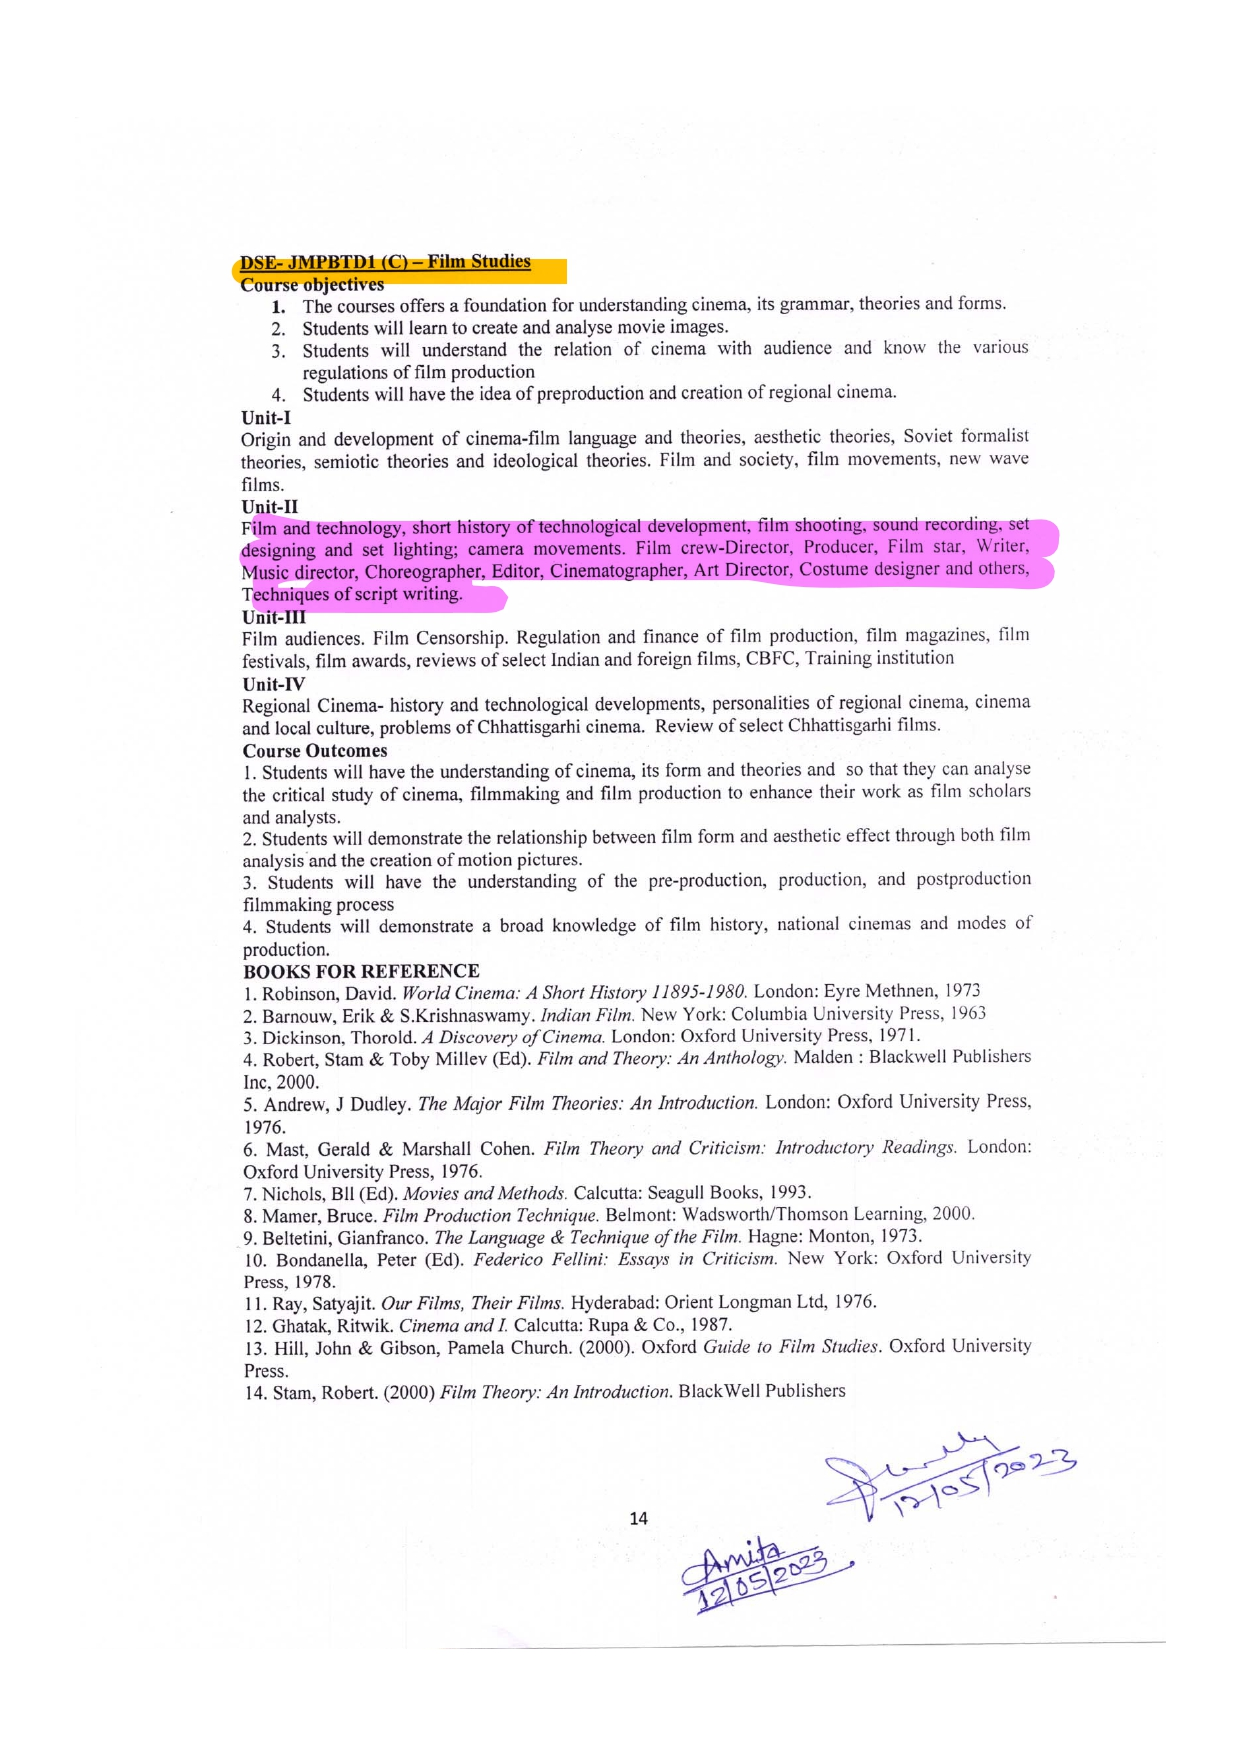 DSE- JMPBTD1 (C) – Film Studies
Course objectives
1. The courses offers a foundation for understanding cinema, its grammar, theories and forms.
2. Students will learn to create and analyse movie images.
3. Students will understand the relation of cinema with audience and know the various
regulations of film production
4. Students will have the idea of preproduction and creation of regional cinema.
Unit-I
Origin and development of cinema-film language and theories, aesthetic theories, Soviet formalist
theories, semiotic theories and ideological theories. Film and society, film movements, new wave
films.
Unit-II
Film and technology, short history of technological development, film shooting, sound recording, set
designing and set lighting; camera movements. Film crew-Director, Producer, Film star, Writer,
Music director, Choreographer, Editor, Cinematographer, Art Director, Costume designer and others,
Techniques of script writing.
Unit-III
Film audiences. Film Censorship. Regulation and finance of film production, film magazines, film
festivals, film awards, reviews of select Indian and foreign films, CBFC, Training institution
Unit-IV
Regional Cinema- history and technological developments, personalities of regional cinema, cinema
and local culture, problems of Chhattisgarhi cinema. Review of select Chhattisgarhi films.
Course Outcomes
1. Students will have the understanding of cinema, its form and theories and so that they can analyse
the critical study of cinema, filmmaking and film production to enhance their work as film scholars
and analysts.
2. Students will demonstrate the relationship between film form and aesthetic effect through both film
analysis and the creation of motion pictures.
3. Students will have the understanding of the pre-production, production, and postproduction
filmmaking process
4. Students will demonstrate a broad knowledge of film history, national cinemas and modes of
production.
BOOKS FOR REFERENCE
1. Robinson, David. World Cinema: A Short History 11895-1980. London: Eyre Methnen, 1973
2. Barnouw, Erik & S.Krishnaswamy. Indian Film. New York: Columbia University Press, 1963
3. Dickinson, Thorold. A Discovery of Cinema. London: Oxford University Press, 1971.
4. Robert, Stam & Toby Millev (Ed). Film and Theory: An Anthology. Malden : Blackwell Publishers
Inc, 2000.
5. Andrew, J Dudley. The Major Film Theories: An Introduction. London: Oxford University Press,
1976.
6. Mast, Gerald & Marshall Cohen. Film Theory and Criticism: Introductory Readings. London:
Oxford University Press, 1976.
7. Nichols, Bll (Ed). Movies and Methods. Calcutta: Seagull Books, 1993.
8. Mamer, Bruce. Film Production Technique. Belmont: Wadsworth/Thomson Learning, 2000.
9. Beltetini, Gianfranco. The Language & Technique of the Film. Hagne: Monton, 1973.
10. Bondanella, Peter (Ed). Federico Fellini: Essays in Criticism. New York: Oxford University
Press, 1978.
11. Ray, Satyajit. Our Films, Their Films. Hyderabad: Orient Longman Ltd, 1976.
12. Ghatak, Ritwik. Cinema and I. Calcutta: Rupa & Co., 1987.
13. Hill, John & Gibson, Pamela Church. (2000). Oxford Guide to Film Studies. Oxford University
Press.
14. Stam, Robert. (2000) Film Theory: An Introduction. BlackWell Publishers
12/05/2023
14
Amita
12/05/2023